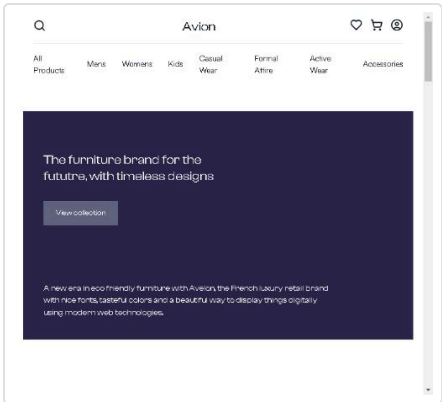 Avion
All
Products
Mens
Womens
Kids
Casual
Wear
Formal
Attire
Active
Wear
Accessories
The furniture brand for the
fututre, with timeless designs
View collection
A new era in eco friendly furniture with Avelon, the French luxury retail brand
with nice fonts, tasteful colors and a beautiful way to display things digitally
using modern web technologies.